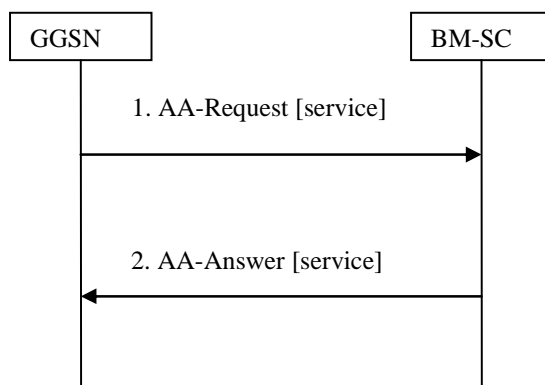 GGSN
BM-SC
1. AA-Request [service]
2. AA-Answer [service]